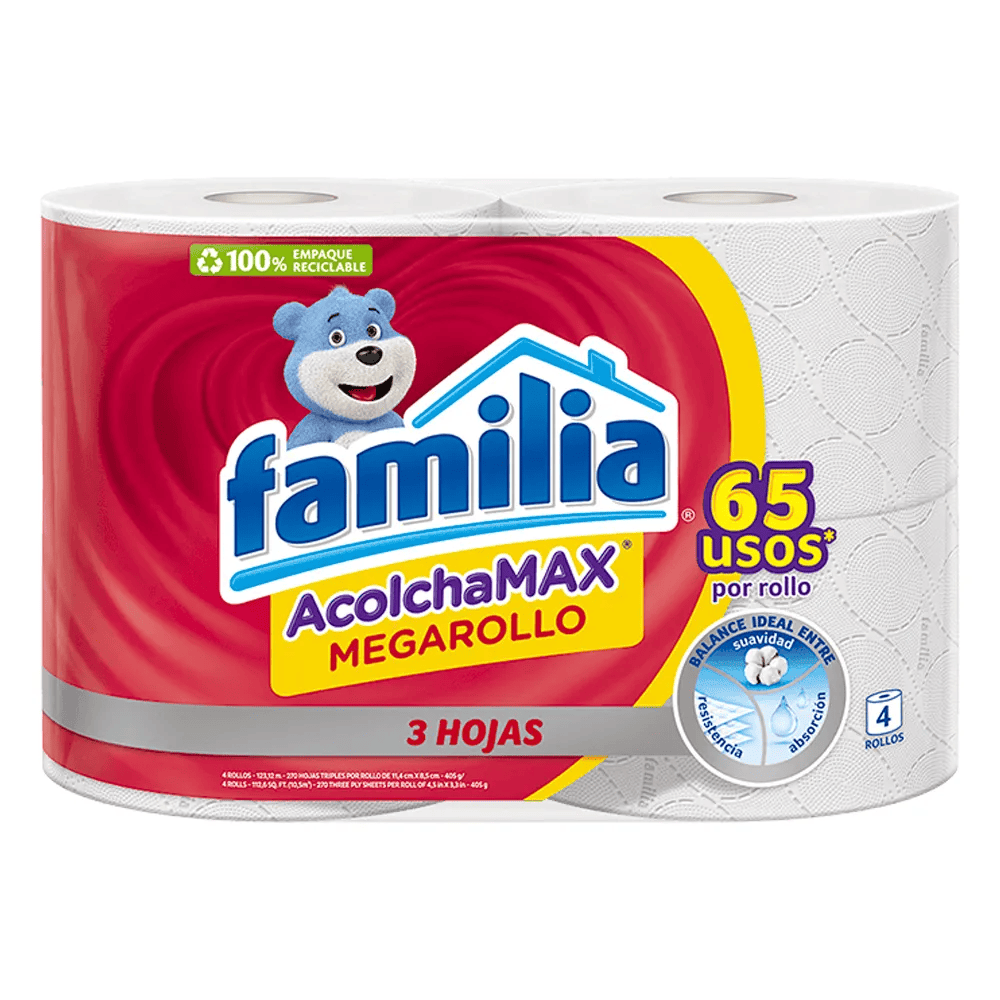 100% EMPAQUE
RECICLABLE
familia®
AcolchaMAX®
MEGAROLLO
65
usos*
por rollo
BALANCE IDEAL ENTRE
suavidad
resistencia
absorción
4
ROLLOS
3 HOJAS
4 ROLLOS - 123,12 m. - 270 HOJAS TRIPLES POR ROLLO DE 11,4 cm X 8,5 cm - 405 g/
4 ROLLS - 112,6 SQ. FT. (10,5m²) - 270 THREE PLY SHEETS PER ROLL OF 4,5 in X 3,3 in - 405 g
familia
familia
familia